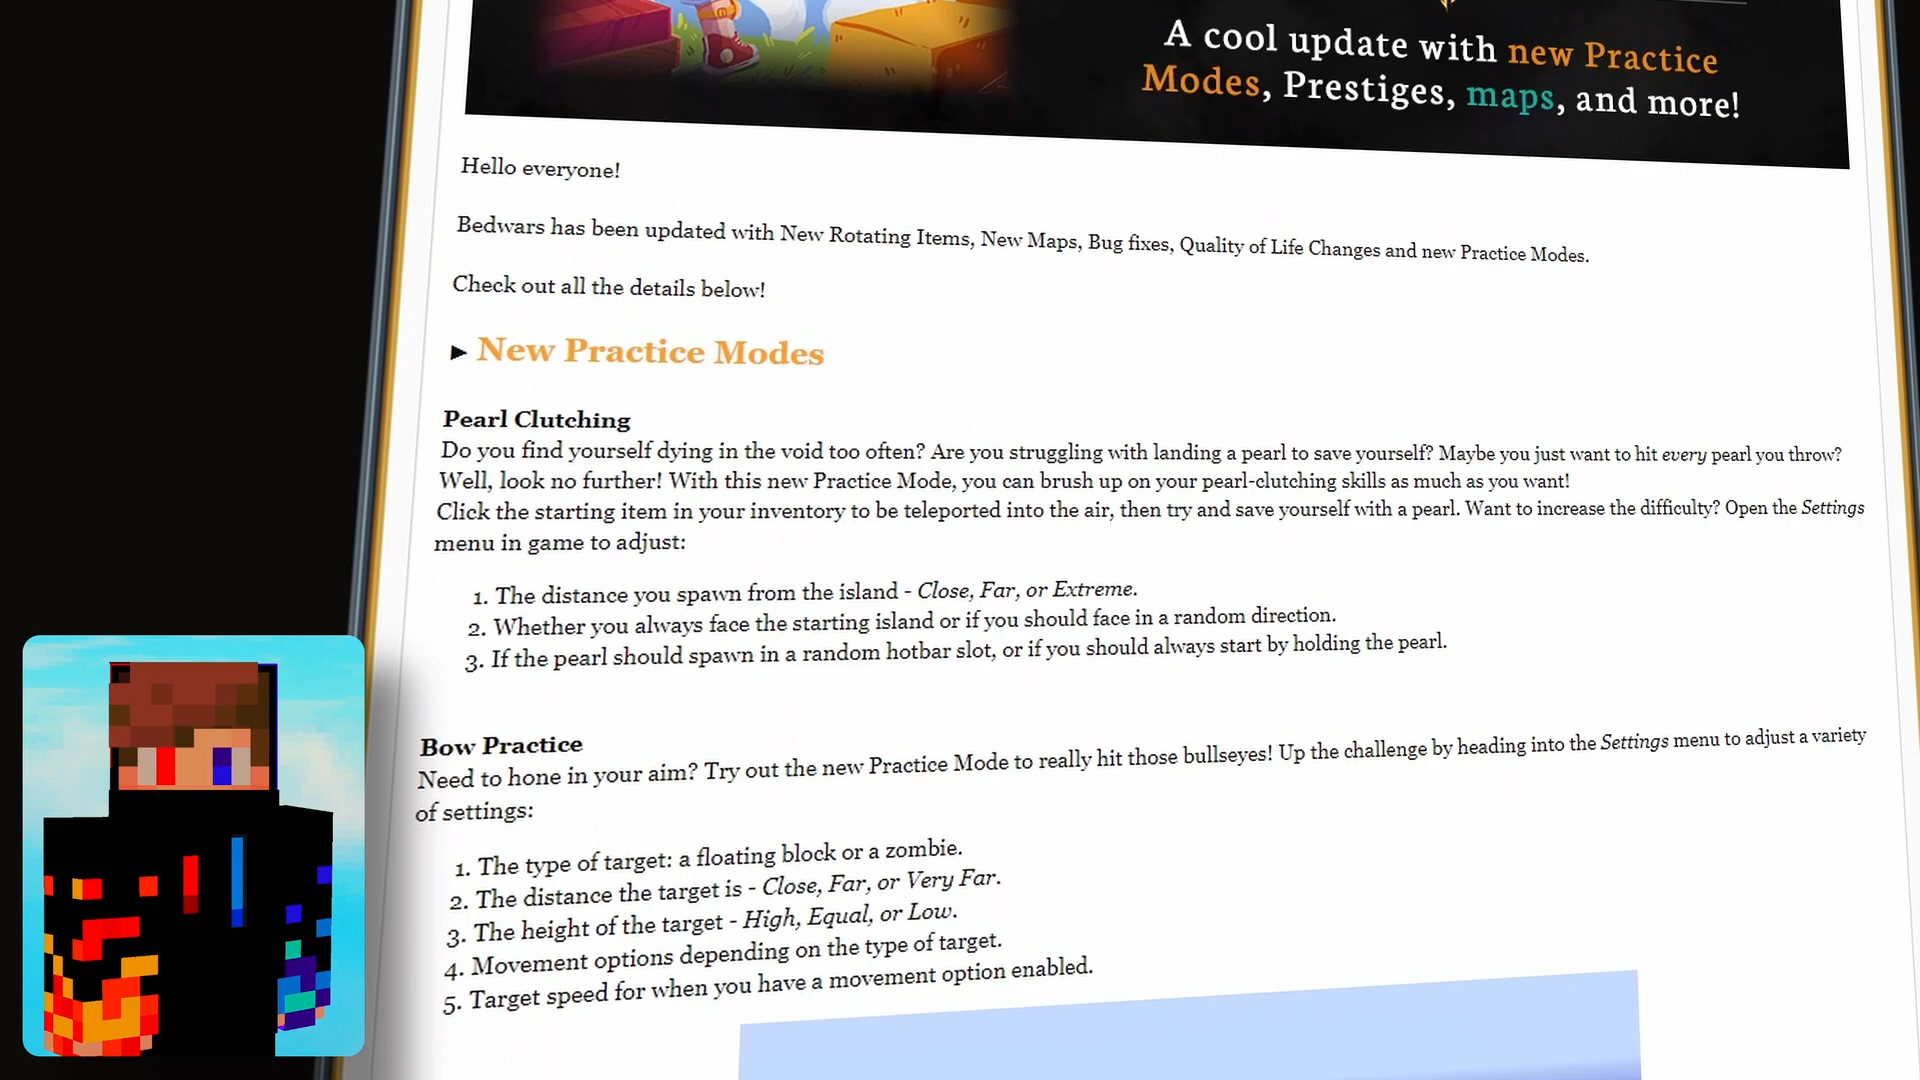 A cool update with new Practice
Modes, Prestiges, maps, and more!
Hello everyone!
Bedwars has been updated with New Rotating Items, New Maps, Bug fixes, Quality of Life Changes and new Practice Modes.
Check out all the details below!
► New Practice Modes
Pearl Clutching
Do you find yourself dying in the void too often? Are you struggling with landing a pearl to save yourself? Maybe you just want to hit every pearl you throw?
Well, look no further! With this new Practice Mode, you can brush up on your pearl-clutching skills as much as you want!
Click the starting item in your inventory to be teleported into the air, then try and save yourself with a pearl. Want to increase the difficulty? Open the Settings
menu in game to adjust:
1. The distance you spawn from the island - Close, Far, or Extreme.
2. Whether you always face the starting island or if you should face in a random direction.
3. If the pearl should spawn in a random hotbar slot, or if you should always start by holding the pearl.
Bow Practice
Need to hone in your aim? Try out the new Practice Mode to really hit those bullseyes! Up the challenge by heading into the Settings menu to adjust a variety
of settings:
1. The type of target: a floating block or a zombie.
2. The distance the target is - Close, Far, or Very Far.
3. The height of the target - High, Equal, or Low.
4. Movement options depending on the type of target.
5. Target speed for when you have a movement option enabled.